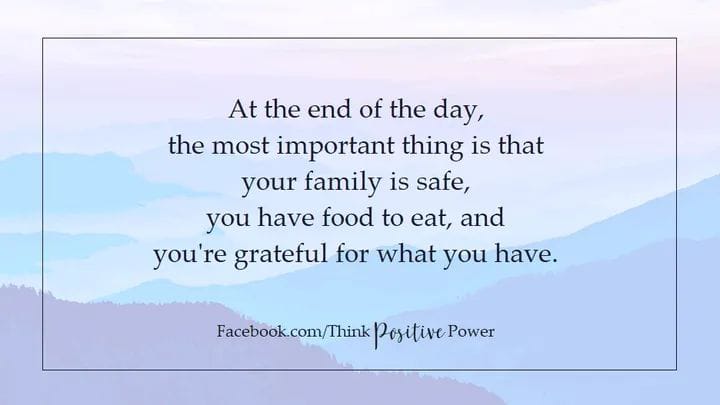 At the end of the day,
the most important thing is that
your family is safe,
you have food to eat, and
you're grateful for what you have.
Facebook.com/Think Positive Power